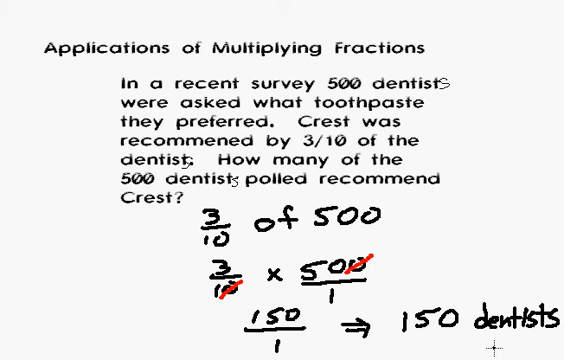 Applications of Multiplying Fractions
In a recent survey 500 dentists
were asked what toothpaste
they preferred. Crest was
recommened by 3/10 of the
dentists. How many of the
500 dentists polled recommend
Crest?
3/10 of 500
3/10 × 500/1
150/1 ⇒ 150 dentists